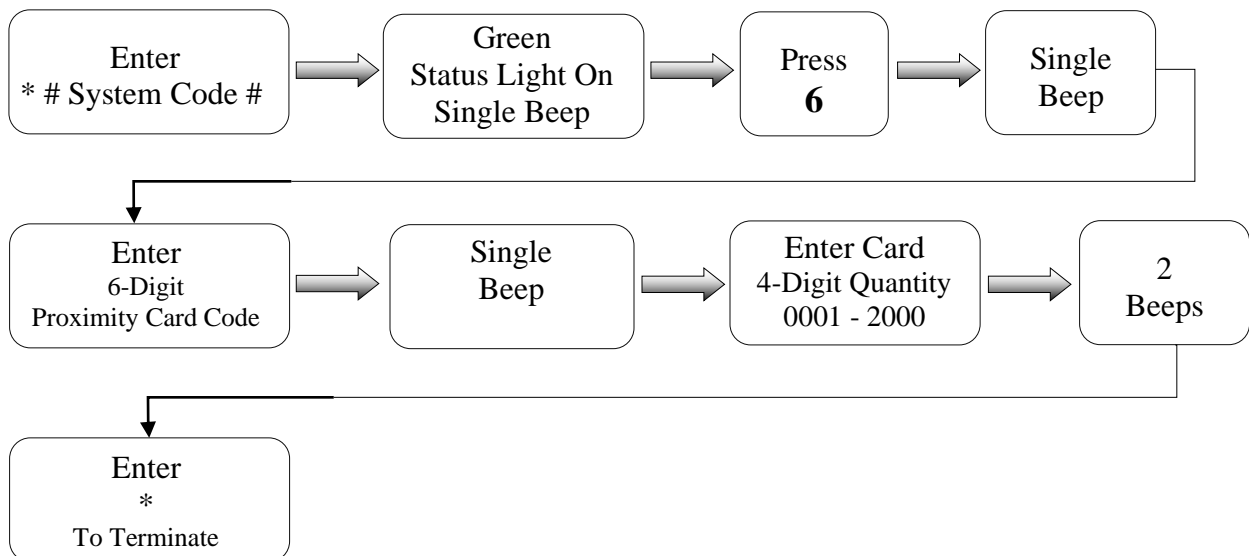 Enter
* # System Code #
Green
Status Light On
Single Beep
Press
6
Single
Beep
Enter
6-Digit
Proximity Card Code
Single
Beep
Enter Card
4-Digit Quantity
0001 - 2000
2
Beeps
Enter
*
To Terminate